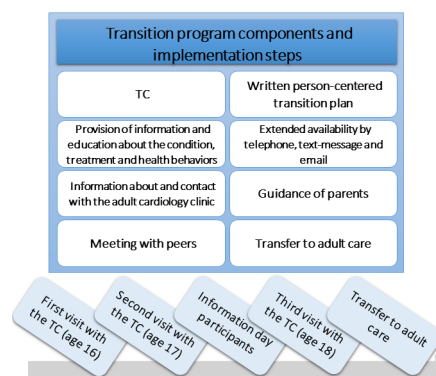 Transition program components and
implementation steps
TC
Written person-centered
transition plan
Provision of information and
education about the condition,
treatment and health behaviors
Extended availability by
telephone, text-message and
email
Information about and contact
with the adult cardiology clinic
Guidance of parents
Meeting with peers
Transfer to adult care
First visit with
the TC (age 16)
Second visit with
the TC (age 17)
Information day
participants
Third visit with
the TC (age 18)
Transfer to adult
care